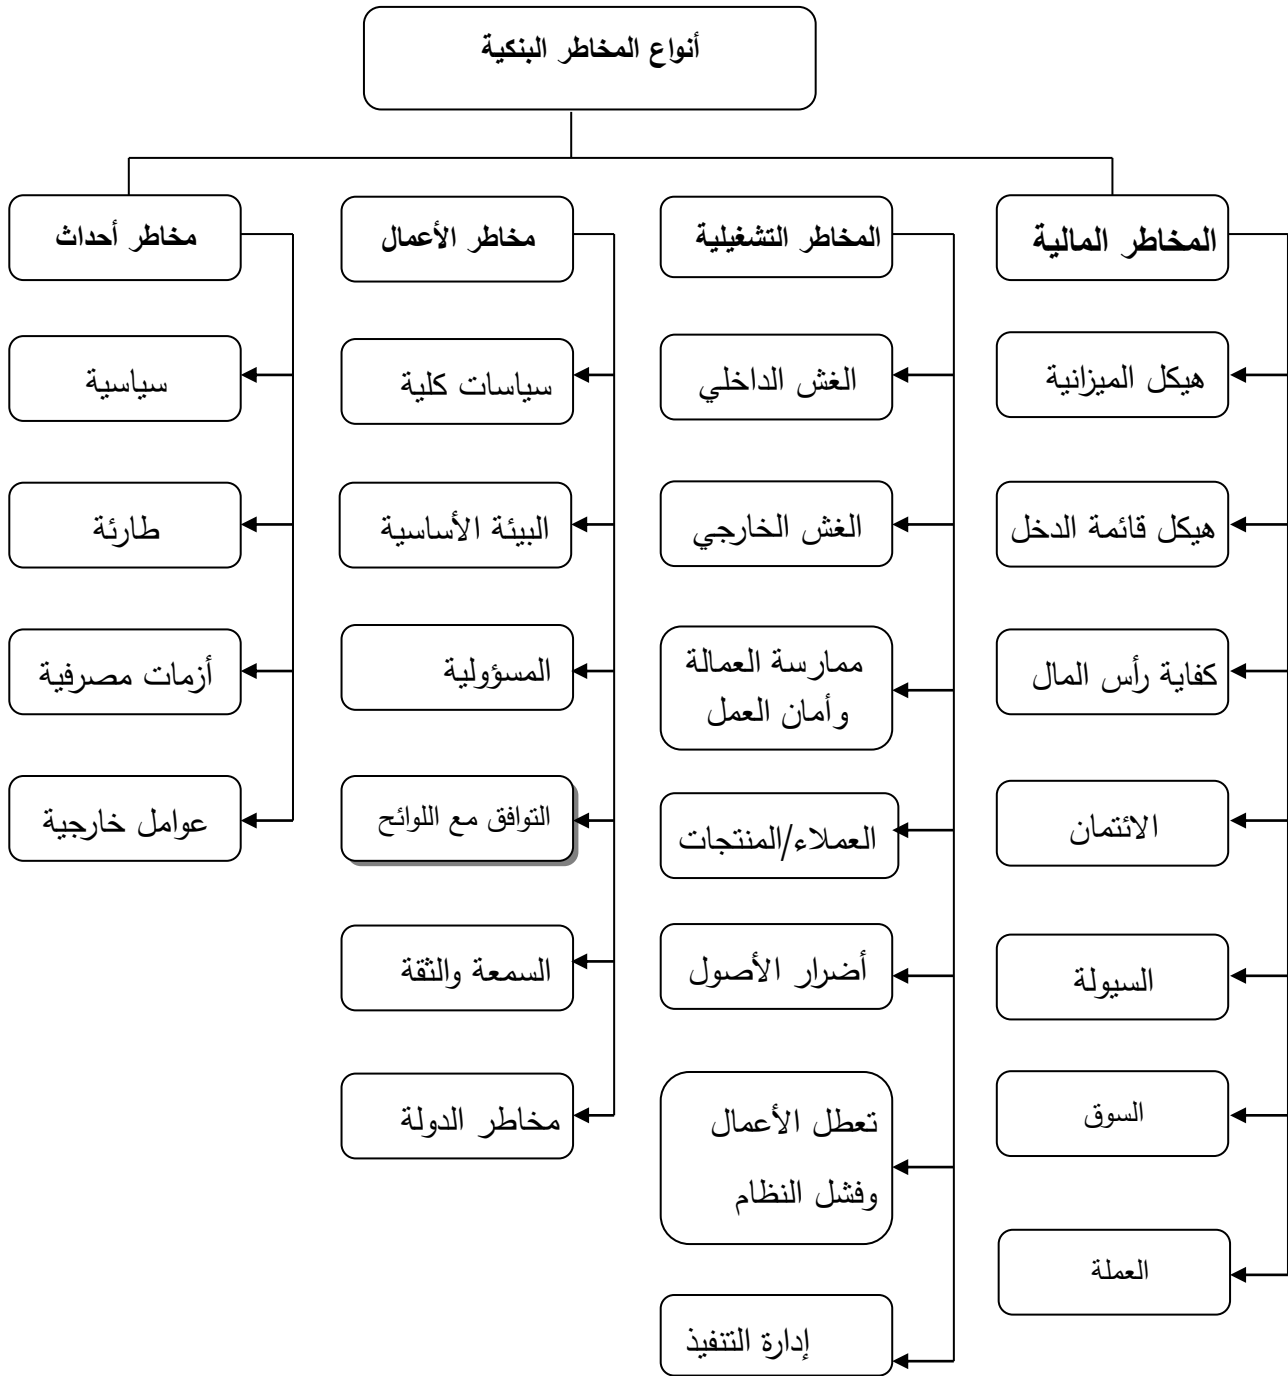 أنواع المخاطر البنكية
المخاطر المالية
المخاطر التشغيلية
مخاطر الأعمال
مخاطر أحداث
هيكل الميزانية
الغش الداخلي
سياسات كلية
سياسية
هيكل قائمة الدخل
الغش الخارجي
البيئة الأساسية
طارئة
كفاية رأس المال
ممارسة العمالة
وأمان العمل
المسؤولية
أزمات مصرفية
الائتمان
العملاء/المنتجات
التوافق مع اللوائح
عوامل خارجية
السيولة
أضرار الأصول
السمعة والثقة
السوق
تعطل الأعمال
وفشل النظام
مخاطر الدولة
العملة
إدارة التنفيذ